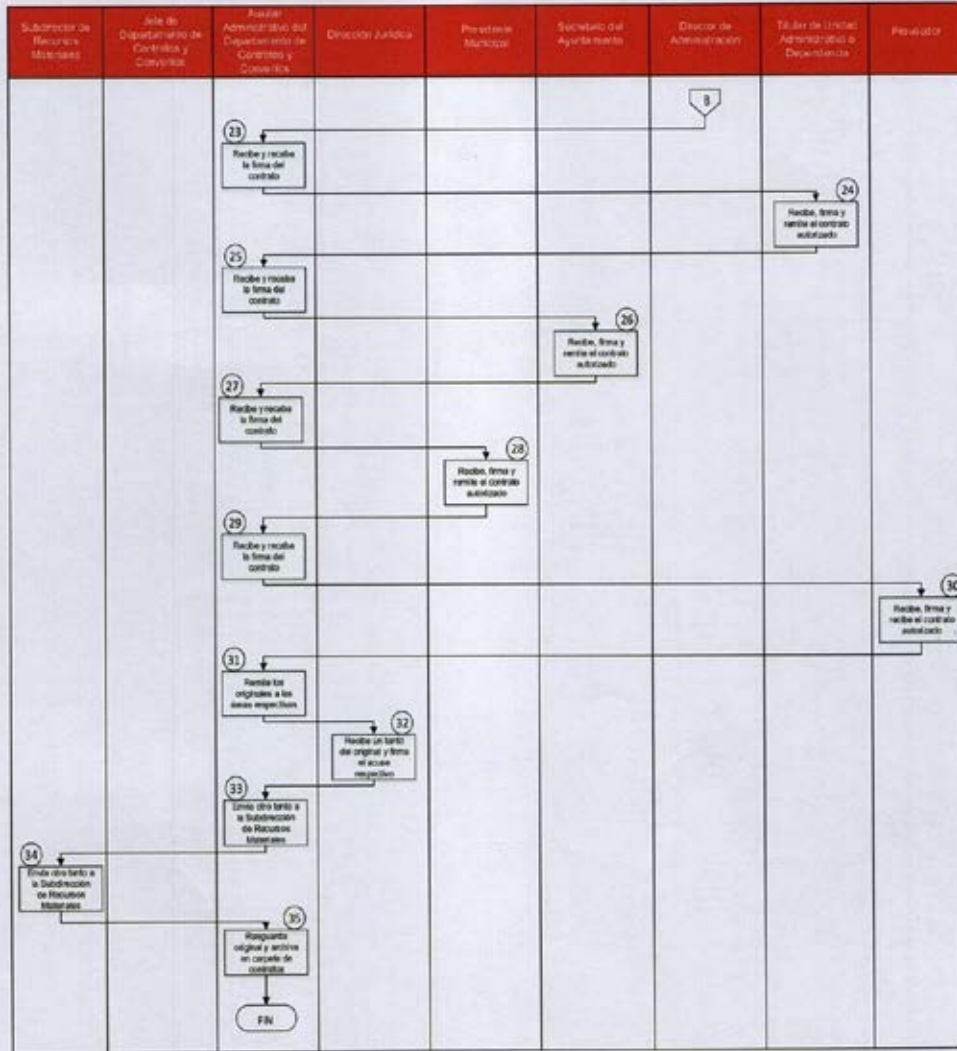 Subdirector de
Recursos
Materiales
Jefe de
Departamento de
Contratos y
Convenios
Auxiliar
Administrativo del
Departamento de
Contratos y
Convenios
Dirección Jurídica
Presidente
Municipal
Secretario del
Ayuntamiento
Director de
Administración
Titular de Unidad
Administrativa o
Dependencia
Proveedor
B
23
Recibe y recaba
la firma del
contrato
24
Recibe, firma y
remite el contrato
autorizado
25
Recibe y recaba
la firma del
contrato
26
Recibe, firma y
remite el contrato
autorizado
27
Recibe y recaba
la firma del
contrato
28
Recibe, firma y
remite el contrato
autorizado
29
Recibe y recaba
la firma del
contrato
30
Recibe, firma y
recibe el contrato
autorizado
31
Remite los
originales a las
áreas respectivas
32
Recibe un tanto
del original y firma
el acuse
respectivo
33
Envía otro tanto a
la Subdirección
de Recursos
Materiales
34
Envía otro tanto a
la Subdirección
de Recursos
Materiales
35
Resguarda
original y archiva
en carpeta de
contratos
FIN